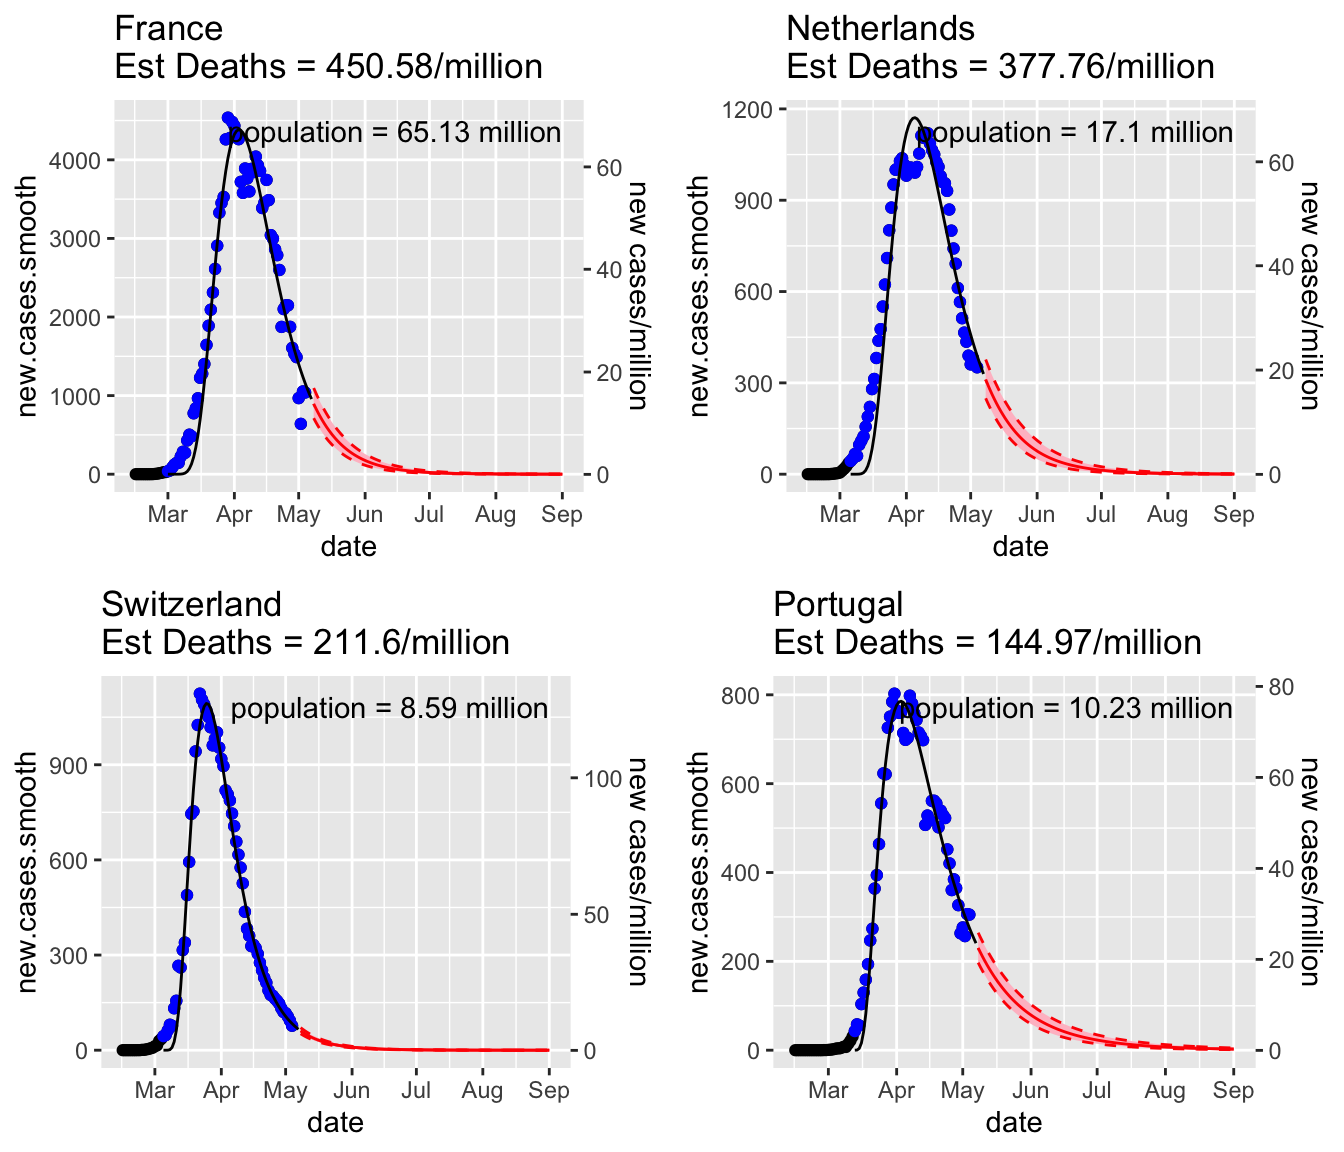 France
Est Deaths = 450.58/million
population = 65.13 million
4000
3000
2000
1000
0
60
40
20
0
new.cases.smooth
new cases/million
Mar Apr May Jun Jul Aug Sep
date
Netherlands
Est Deaths = 377.76/million
population = 17.1 million
1200
900
600
300
0
60
40
20
0
new.cases.smooth
new cases/million
Mar Apr May Jun Jul Aug Sep
date
Switzerland
Est Deaths = 211.6/million
population = 8.59 million
900
600
300
0
100
50
0
new.cases.smooth
new cases/million
Mar Apr May Jun Jul Aug Sep
date
Portugal
Est Deaths = 144.97/million
population = 10.23 million
800
600
400
200
0
80
60
40
20
0
new.cases.smooth
new cases/million
Mar Apr May Jun Jul Aug Sep
date